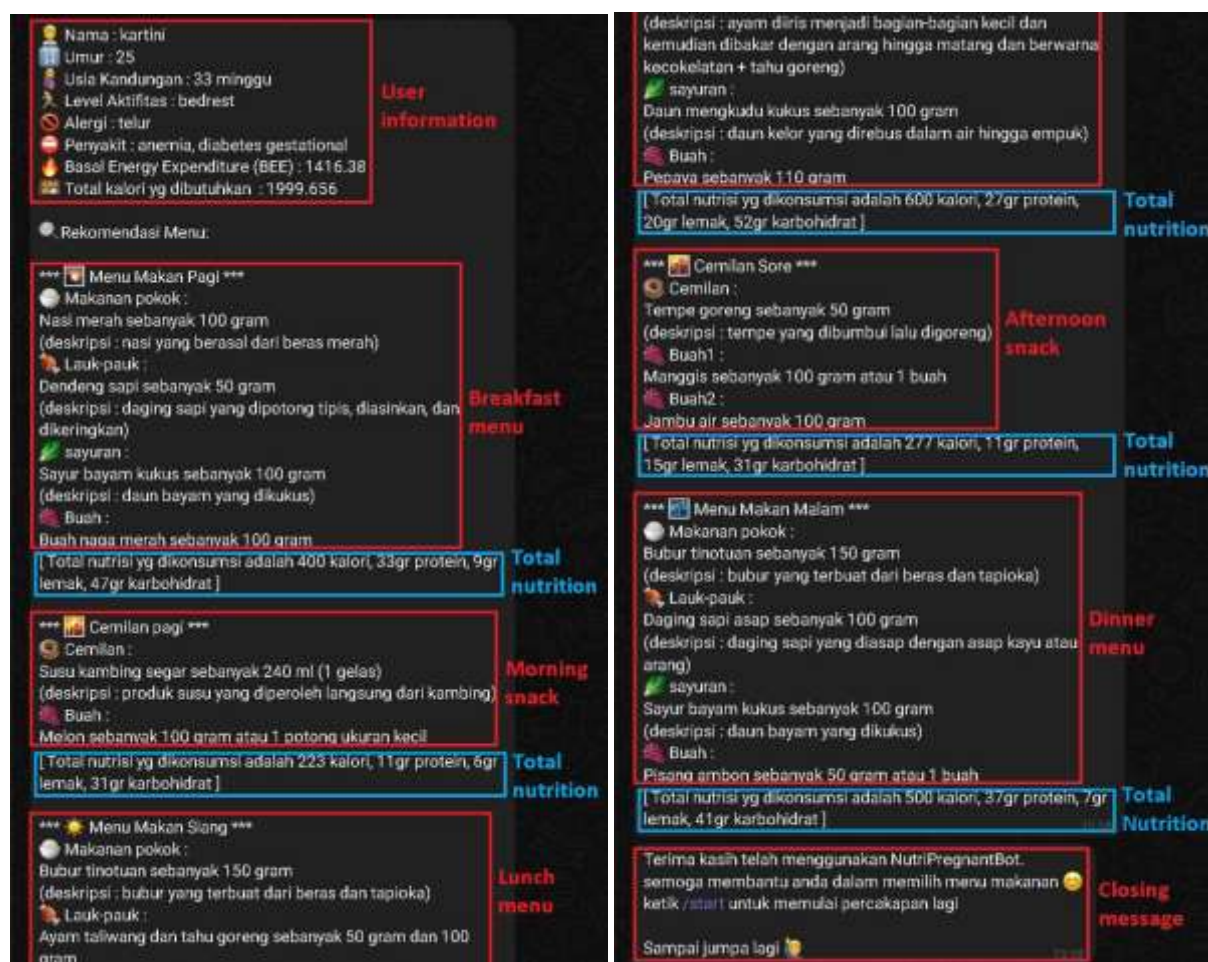 Nama : kartini
Umur : 25
Usia Kandungan : 33 minggu
Level Aktifitas : bedrest
Alergi : telur
Penyakit : anemia, diabetes gestational
Basal Energy Expenditure (BEE) : 1416.38
Total kalori yg dibutuhkan : 1999.656
User
information
Rekomendasi Menu:
*** Menu Makan Pagi ***
Makanan pokok :
Nasi merah sebanyak 100 gram
(deskripsi : nasi yang berasal dari beras merah)
Lauk-pauk :
Dendeng sapi sebanyak 50 gram
(deskripsi : daging sapi yang dipotong tipis, diasinkan, dan
dikeringkan)
sayuran :
Sayur bayam kukus sebanyak 100 gram
(deskripsi : daun bayam yang dikukus)
Buah :
Buah naga merah sebanyak 100 gram
Breakfast
menu
[ Total nutrisi yg dikonsumsi adalah 400 kalori, 33gr protein, 9gr
lemak, 47gr karbohidrat ]
Total
nutrition
*** Cemilan pagi ***
Cemilan :
Susu kambing segar sebanyak 240 ml (1 gelas)
(deskripsi : produk susu yang diperoleh langsung dari kambing)
Buah :
Melon sebanyak 100 gram atau 1 potong ukuran kecil
Morning
snack
[ Total nutrisi yg dikonsumsi adalah 223 kalori, 11gr protein, 6gr
lemak, 31gr karbohidrat ]
Total
nutrition
*** Menu Makan Siang ***
Makanan pokok :
Bubur tinotuan sebanyak 150 gram
(deskripsi : bubur yang terbuat dari beras dan tapioka)
Lauk-pauk :
Ayam taliwang dan tahu goreng sebanyak 50 gram dan 100
gram
Lunch
menu
(deskripsi : ayam diiris menjadi bagian-bagian kecil dan
kemudian dibakar dengan arang hingga matang dan berwarna
kecokelatan + tahu goreng)
sayuran :
Daun mengkudu kukus sebanyak 100 gram
(deskripsi : daun kelor yang direbus dalam air hingga empuk)
Buah :
Pepaya sebanyak 110 gram
[ Total nutrisi yg dikonsumsi adalah 600 kalori, 27gr protein,
20gr lemak, 52gr karbohidrat ]
Total
nutrition
*** Cemilan Sore ***
Cemilan :
Tempe goreng sebanyak 50 gram
(deskripsi : tempe yang dibumbui lalu digoreng)
Buah1 :
Manggis sebanyak 100 gram atau 1 buah
Buah2 :
Jambu air sebanyak 100 gram
Afternoon
snack
[ Total nutrisi yg dikonsumsi adalah 277 kalori, 11gr protein,
15gr lemak, 31gr karbohidrat ]
Total
nutrition
*** Menu Makan Malam ***
Makanan pokok :
Bubur tinotuan sebanyak 150 gram
(deskripsi : bubur yang terbuat dari beras dan tapioka)
Lauk-pauk :
Daging sapi asap sebanyak 100 gram
(deskripsi : daging sapi yang diasap dengan asap kayu atau
arang)
sayuran :
Sayur bayam kukus sebanyak 100 gram
(deskripsi : daun bayam yang dikukus)
Buah :
Pisang ambon sebanyak 50 gram atau 1 buah
Dinner
menu
[ Total nutrisi yg dikonsumsi adalah 500 kalori, 37gr protein, 7gr
lemak, 41gr karbohidrat ]
Total
Nutrition
Terima kasih telah menggunakan NutriPregnantBot.
semoga membantu anda dalam memilih menu makanan
ketik /start untuk memulai percakapan lagi
Sampai jumpa lagi
Closing
message